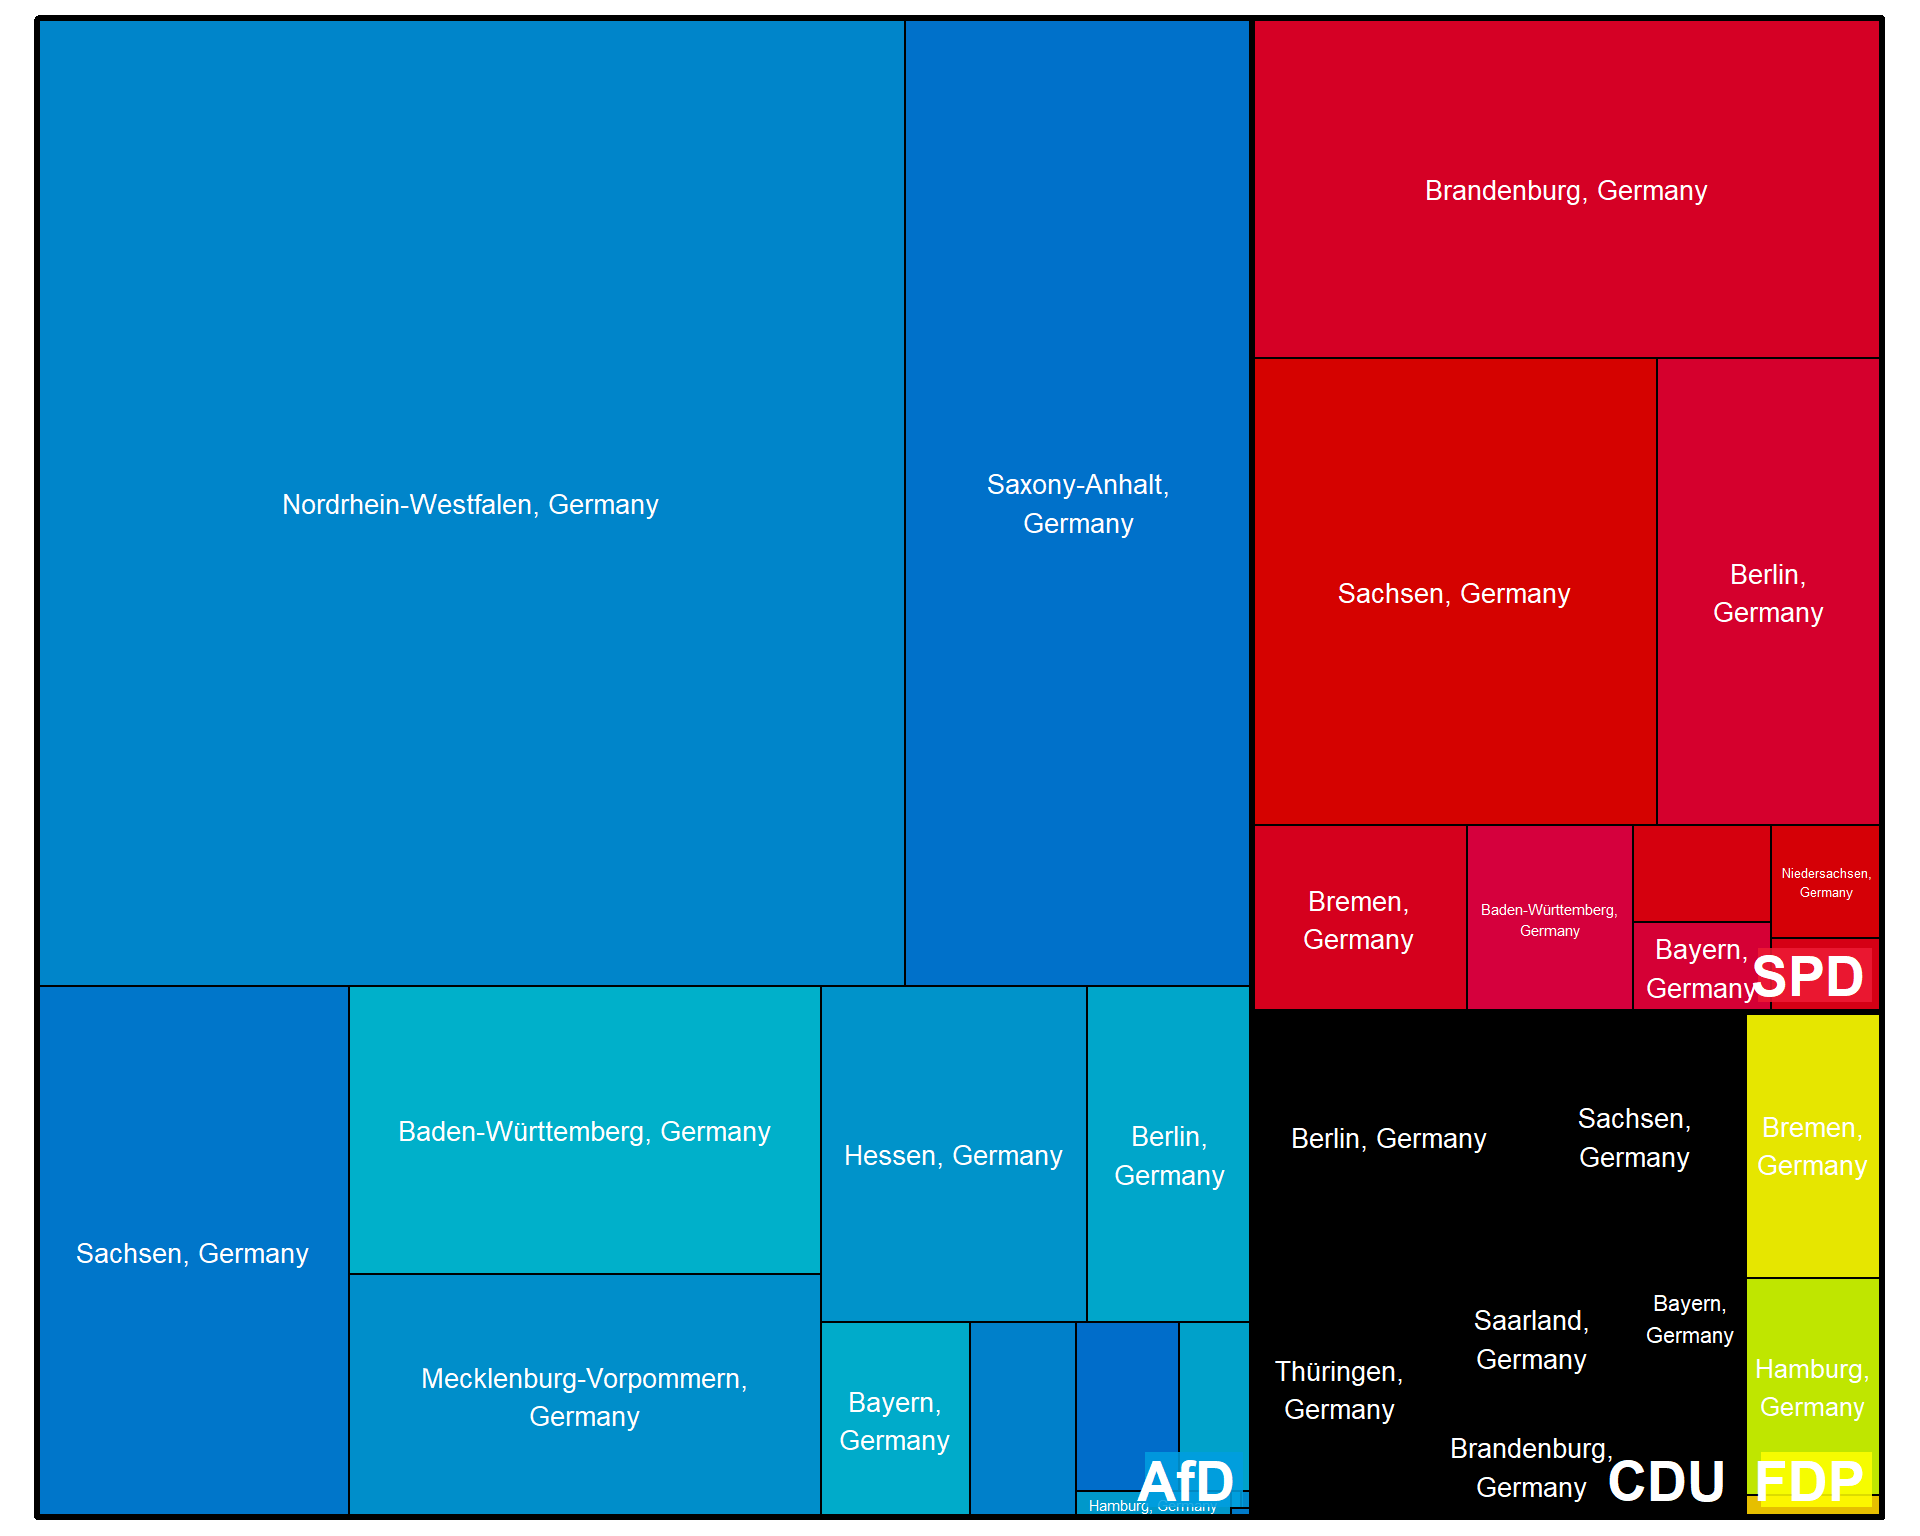 Nordrhein-Westfalen, Germany
Saxony-Anhalt,
Germany
Sachsen, Germany
Baden-Württemberg, Germany
Mecklenburg-Vorpommern,
Germany
Hessen, Germany
Berlin,
Germany
Bayern,
Germany
Hamburg, Germany
AfD
Brandenburg, Germany
Sachsen, Germany
Berlin,
Germany
Bremen,
Germany
Baden-Württemberg,
Germany
Bayern,
Germany
Niedersachsen,
Germany
SPD
Berlin, Germany
Sachsen,
Germany
Thüringen,
Germany
Saarland,
Germany
Bayern,
Germany
Brandenburg,
Germany
CDU
Bremen,
Germany
Hamburg,
Germany
FDP